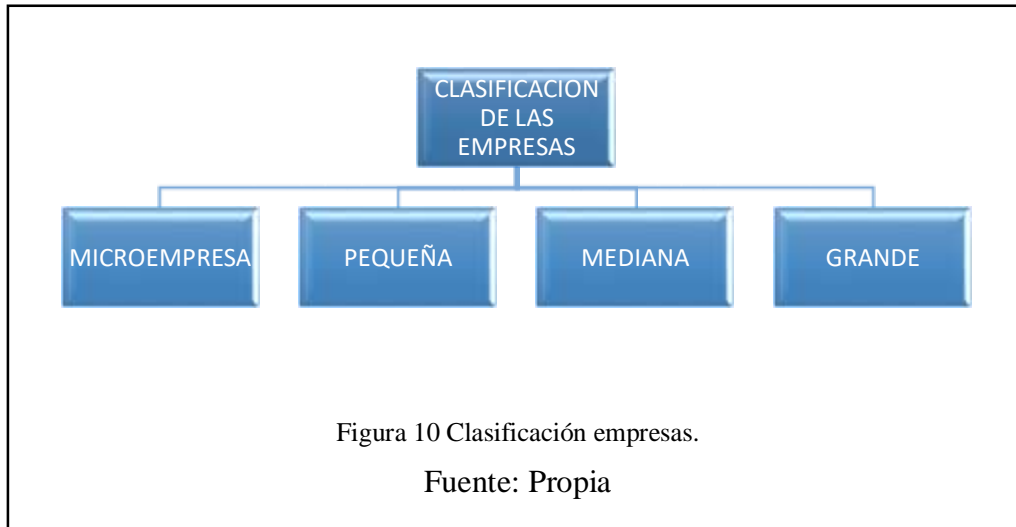 CLASIFICACION
DE LAS
EMPRESAS
MICROEMPRESA
PEQUEÑA
MEDIANA
GRANDE
Figura 10 Clasificación empresas.
Fuente: Propia